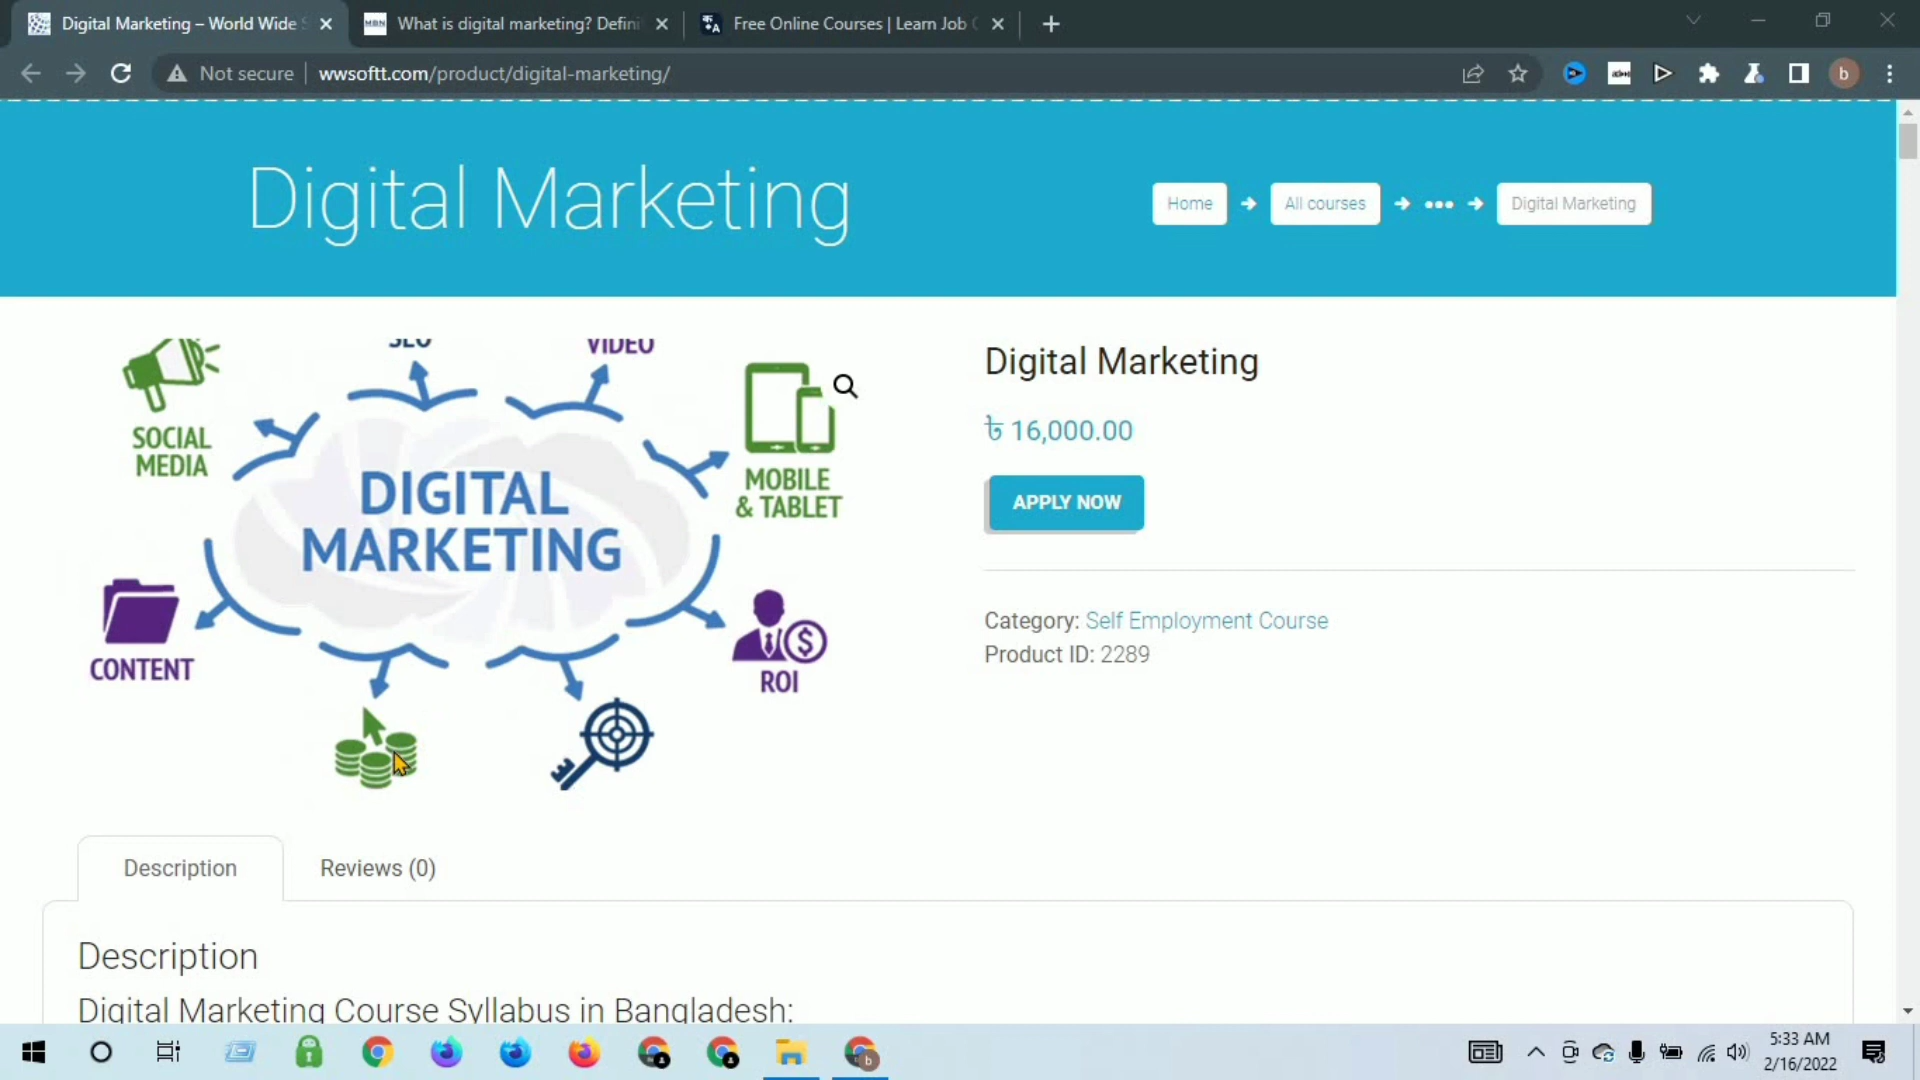 Digital Marketing – World Wide
What is digital marketing? Defini
Free Online Courses | Learn Job
Not secure
wwsoftt.com/product/digital-marketing/
b
Digital Marketing
Home
All courses
Digital Marketing
SEO
VIDEO
SOCIAL
MEDIA
MOBILE
& TABLET
DIGITAL
MARKETING
CONTENT
ROI
Digital Marketing
৳ 16,000.00
APPLY NOW
Category: Self Employment Course
Product ID: 2289
Description
Reviews (0)
Description
Digital Marketing Course Syllabus in Bangladesh:
5:33 AM
2/16/2022